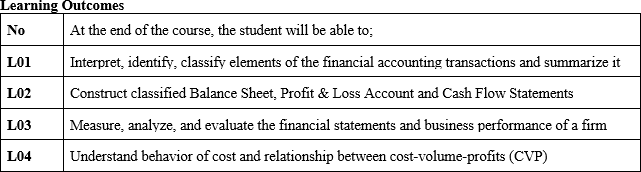 Learning Outcomes
No At the end of the course, the student will be able to;
L01 Interpret, identify, classify elements of the financial accounting transactions and summarize it
L02 Construct classified Balance Sheet, Profit & Loss Account and Cash Flow Statements
L03 Measure, analyze, and evaluate the financial statements and business performance of a firm
L04 Understand behavior of cost and relationship between cost-volume-profits (CVP)